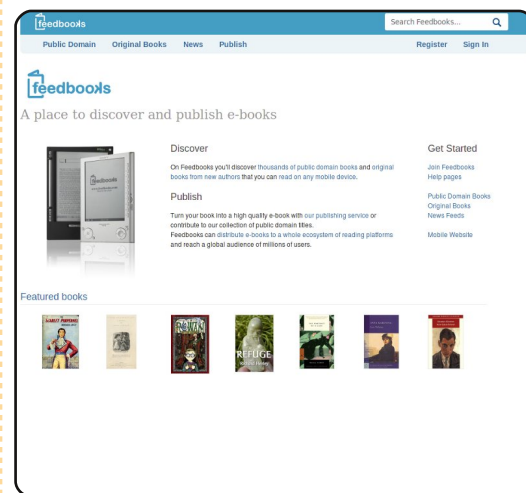 feedbooks
Search Feedbooks...
Public Domain Original Books News Publish Register Sign In
feedbooks
A place to discover and publish e-books
Discover
On Feedbooks you'll discover thousands of public domain books and original
books from new authors that you can read on any mobile device.
Publish
Turn your book into a high quality e-book with our publishing service or
contribute to our collection of public domain titles.
Feedbooks can distribute e-books to a whole ecosystem of reading platforms
and reach a global audience of millions of users.
Get Started
Join Feedbooks
Help pages
Public Domain Books
Original Books
News Feeds
Mobile Website
Featured books
SCARLET PIMPERNEL
REFUGE